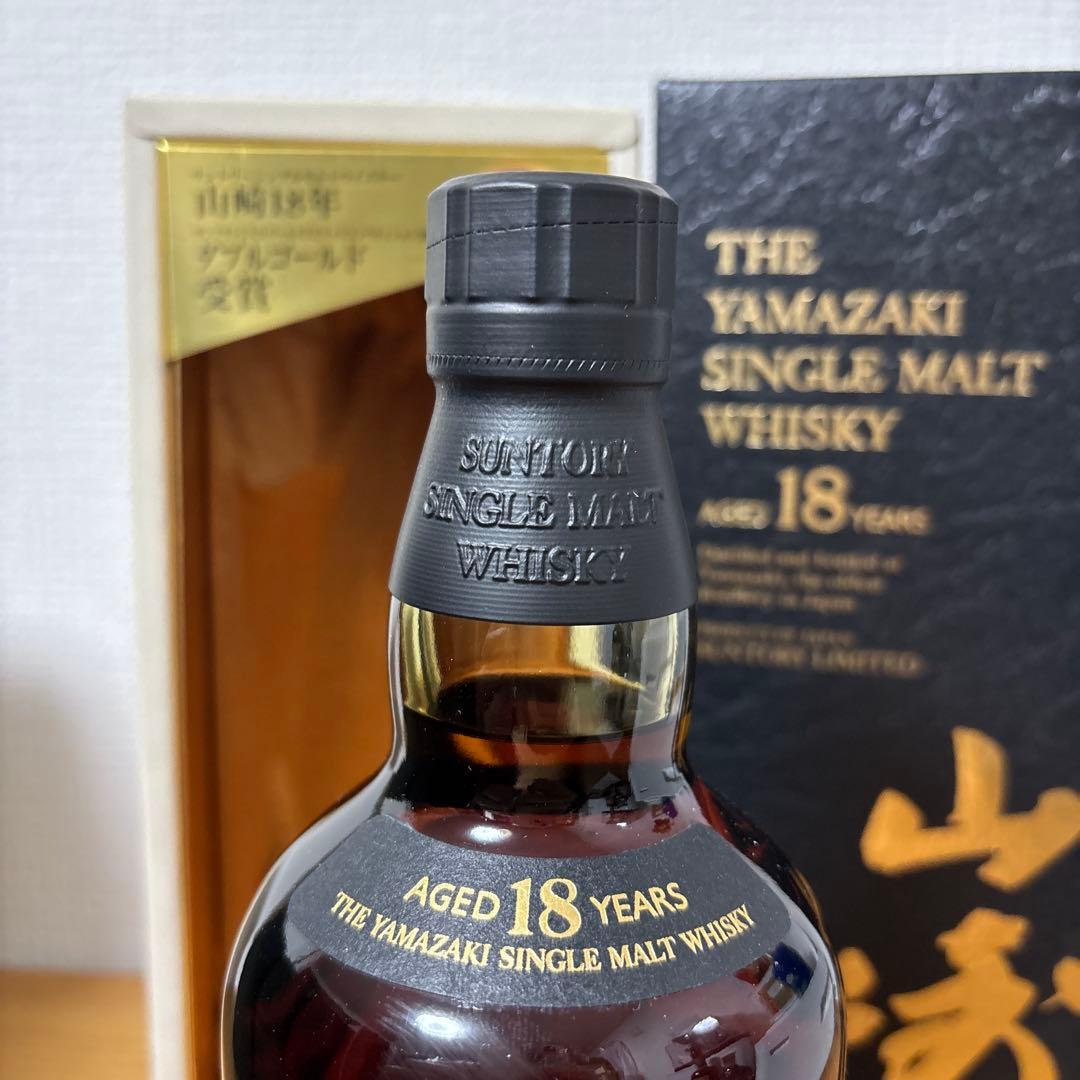 山崎18年
ダブルゴールド
受賞
THE
YAMAZAKI
SINGLE MALT
WHISKY
AGED 18 YEARS
SUNTORY LIMITED
山
崎
SUNTORY
SINGLE MALT
WHISKY
AGED 18 YEARS
THE YAMAZAKI SINGLE MALT WHISKY